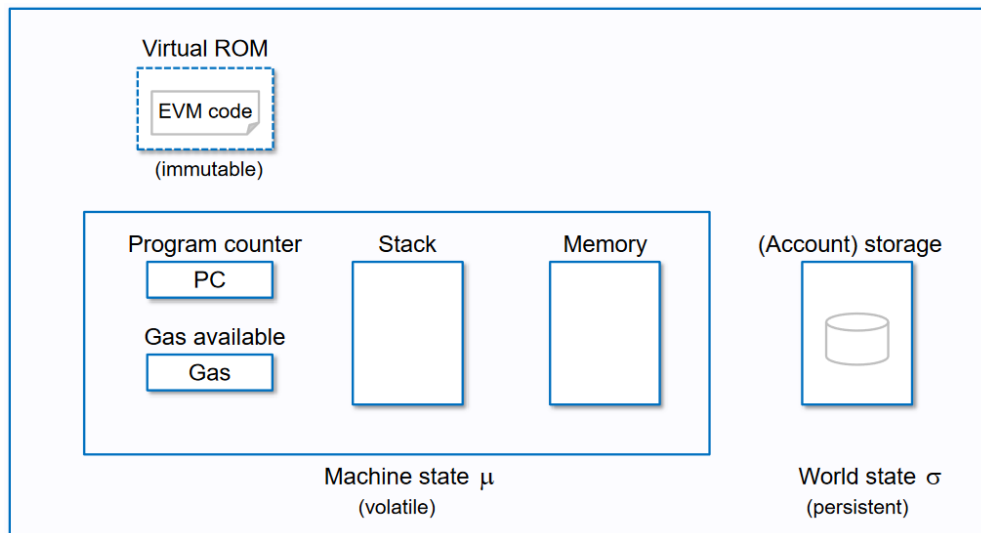 Virtual ROM
EVM code
(immutable)
Program counter
Stack
Memory
(Account) storage
PC
Gas available
Gas
Machine state μ
World state σ
(volatile)
(persistent)